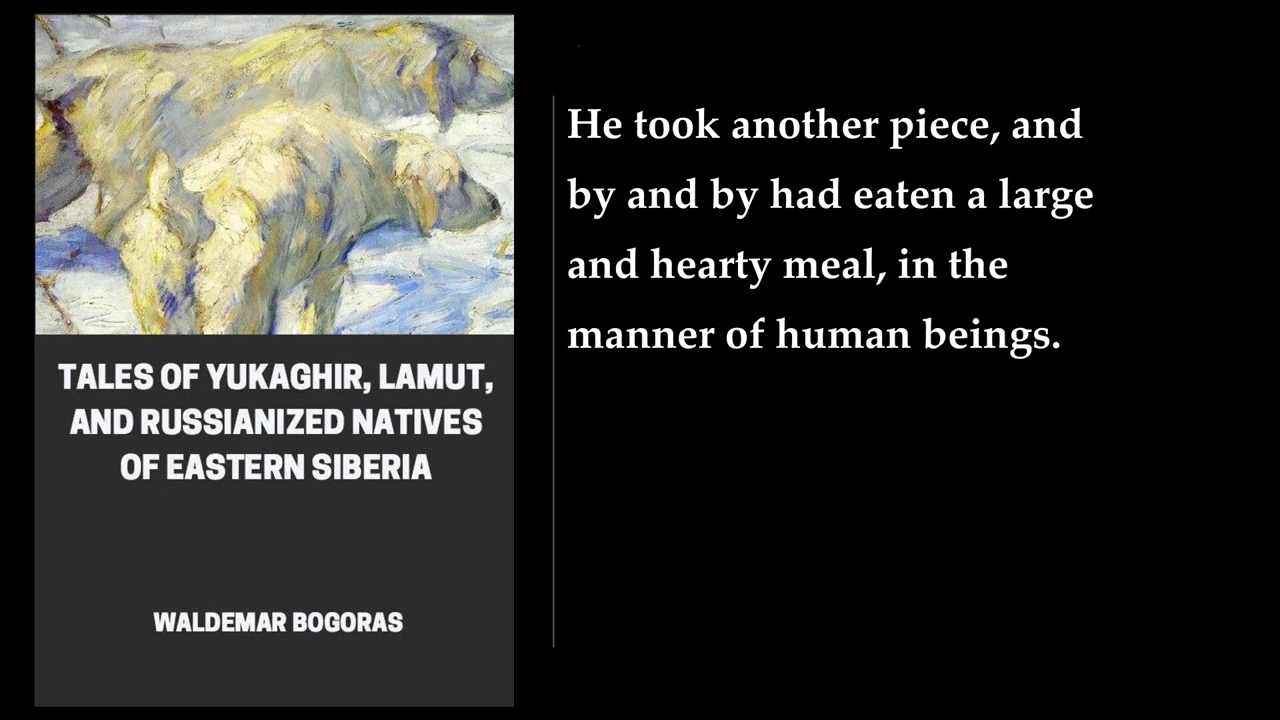 TALES OF YUKAGHIR, LAMUT,
AND RUSSIANIZED NATIVES
OF EASTERN SIBERIA
WALDEMAR BOGORAS
He took another piece, and
by and by had eaten a large
and hearty meal, in the
manner of human beings.